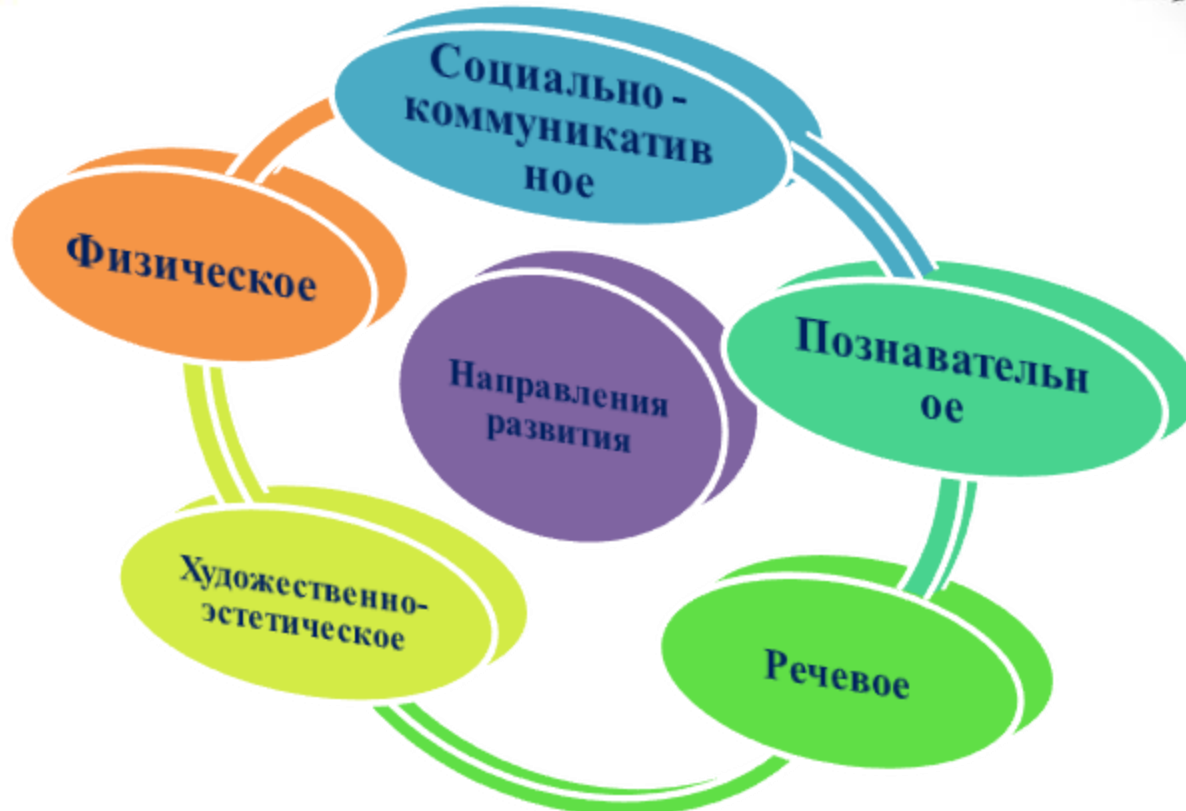 Социально -
коммуникатив
ное
Физическое
Познавательн
ое
Направления
развития
Художественно-
эстетическое
Речевое